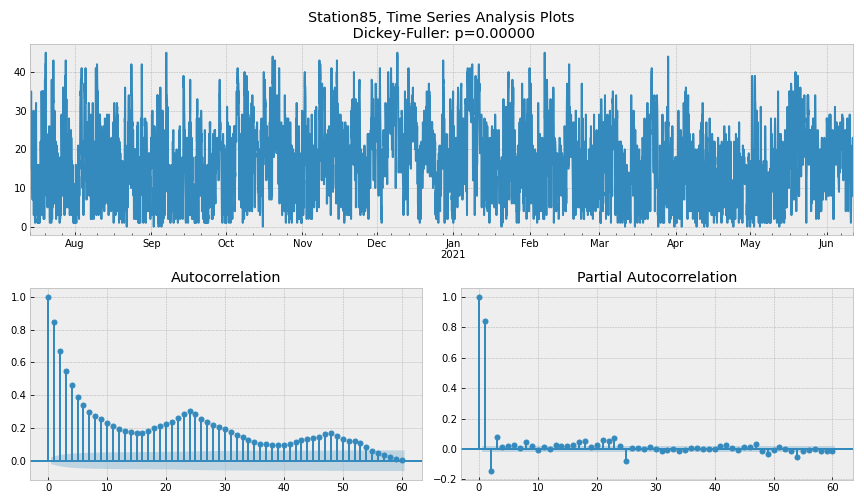 Station85, Time Series Analysis Plots
Dickey-Fuller: p=0.00000
40
30
20
10
0
Aug Sep Oct Nov Dec Jan Feb Mar Apr May Jun
2021
Autocorrelation
1.0
0.8
0.6
0.4
0.2
0.0
0 10 20 30 40 50 60
Partial Autocorrelation
1.0
0.8
0.6
0.4
0.2
0.0
−0.2
0 10 20 30 40 50 60